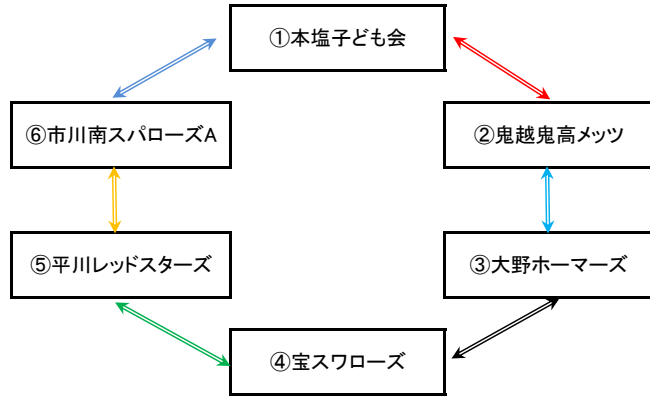 ①本塩子ども会
⑥市川南スパローズA
②鬼越鬼高メッツ
⑤平川レッドスターズ
③大野ホーマーズ
④宝スワローズ